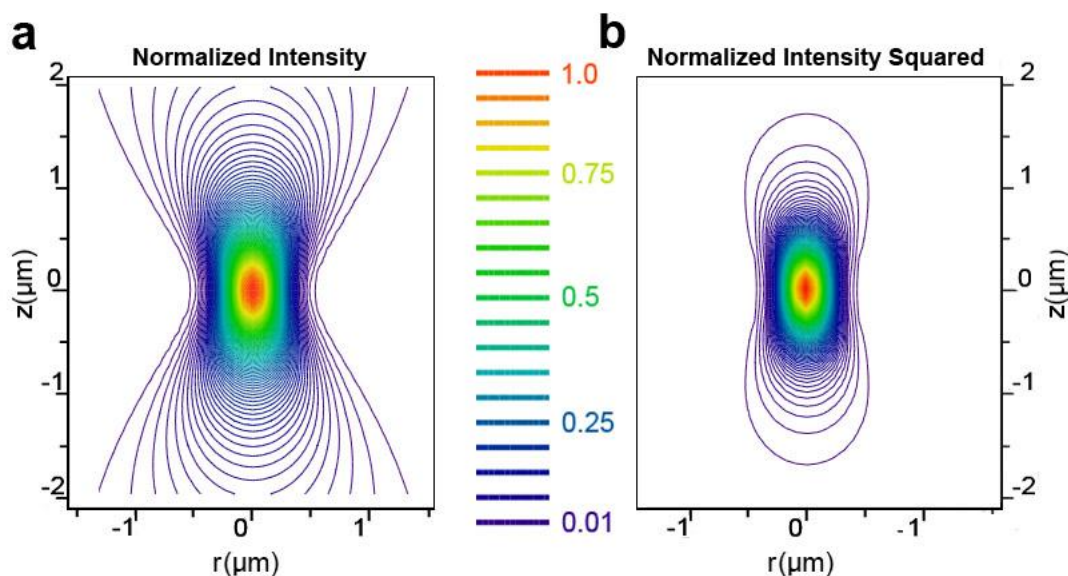 a
Normalized Intensity
2
1
0
-1
-2
z(µm)
-1
0
1
r(µm)
1.0
0.75
0.5
0.25
0.01
b
Normalized Intensity Squared
2
1
0
-1
-2
z(µm)
-1
0
-1
r(µm)